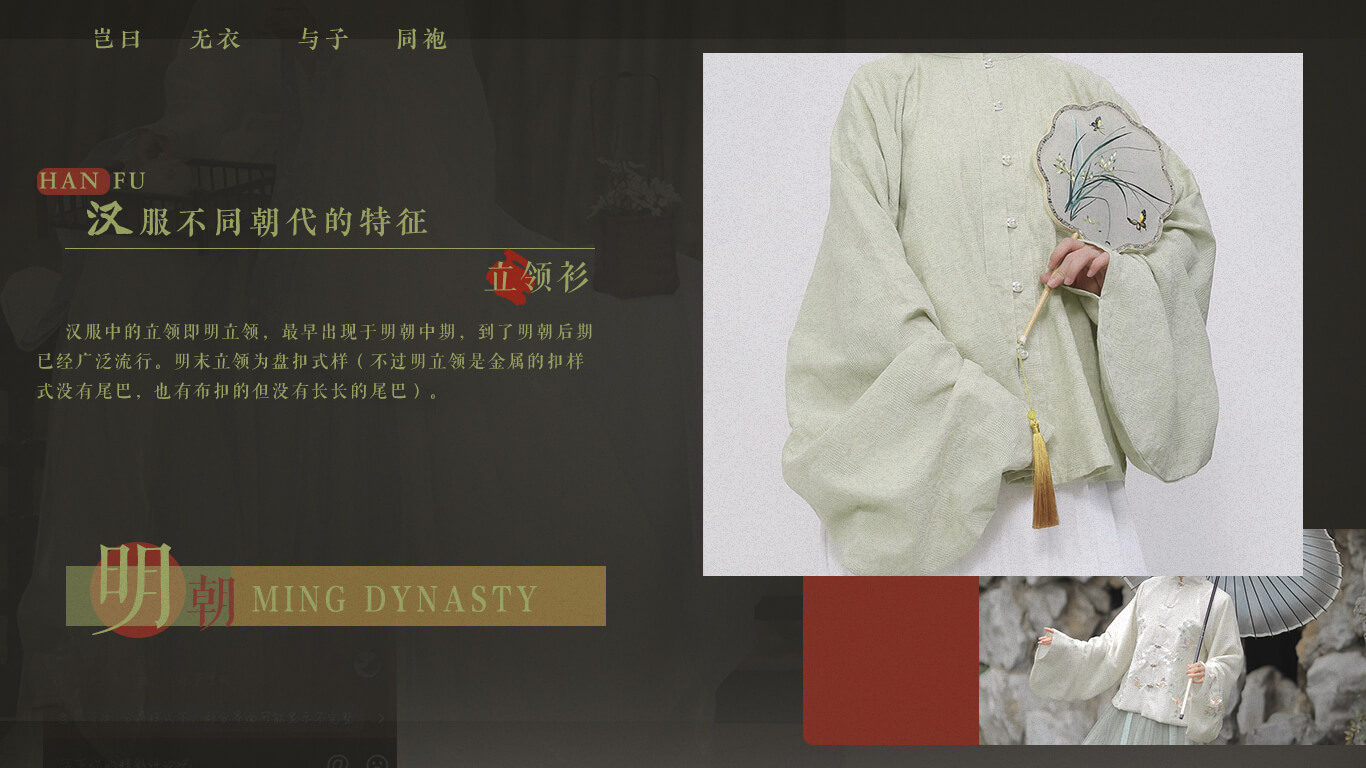 岂曰 无衣 与子 同袍
HAN FU
汉服不同朝代的特征
立领衫
汉服中的立领即明立领，最早出现于明朝中期，到了明朝后期
已经广泛流行。明末立领为盘扣式样（不过明立领是金属的扣样
式没有尾巴，也有布扣的但没有长长的尾巴）。
明朝 MING DYNASTY